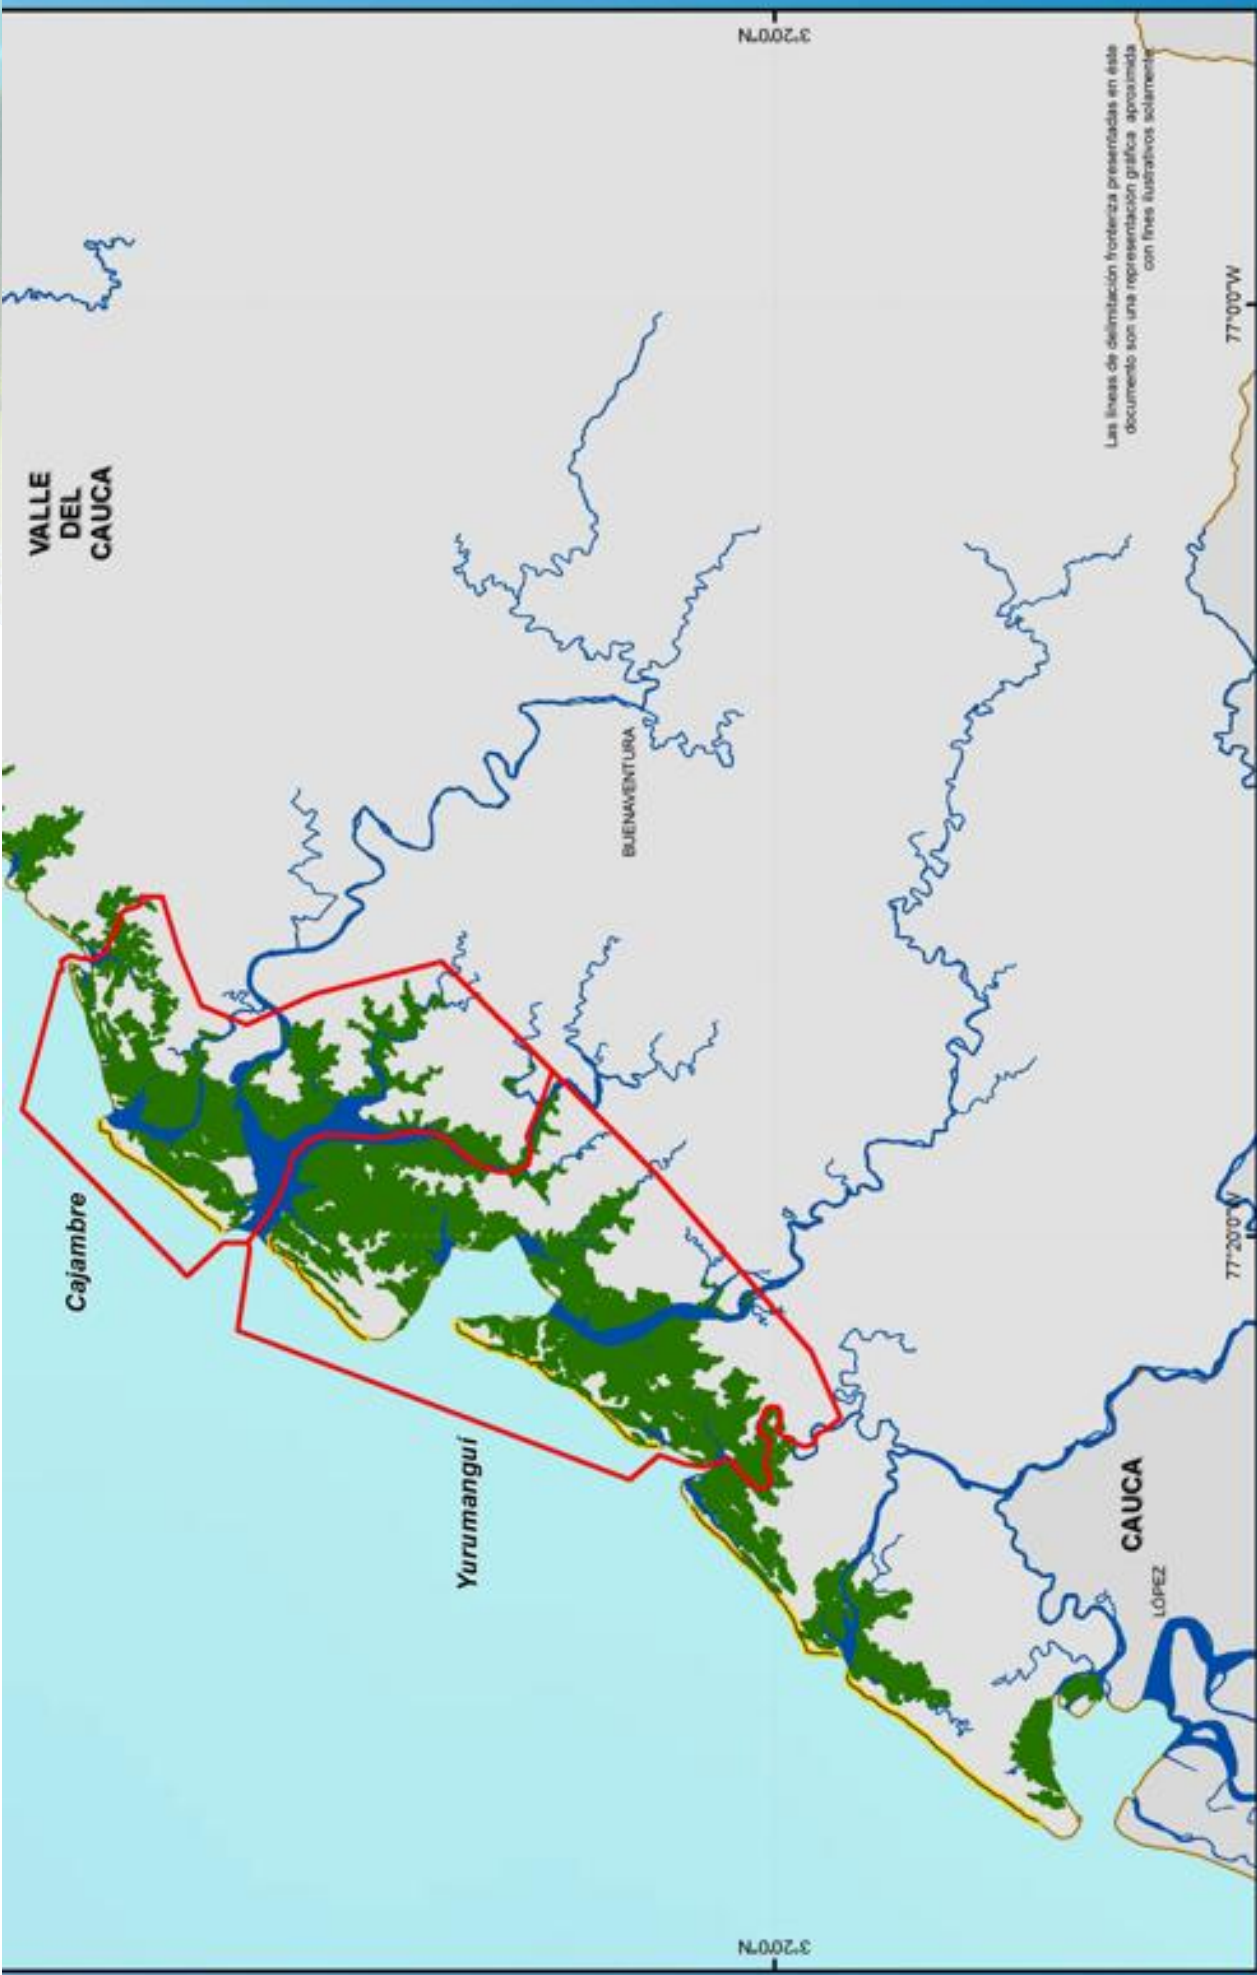 VALLE
DEL
CAUCA
3°20'0"N
Las líneas de delimitación fronteriza presentadas en éste
documento son una representación gráfica aproximada
con fines ilustrativos solamente
77°0'0"W
BUENAVENTURA
Cajambre
Yurumanguí
77°20'0"W
CAUCA
LÓPEZ
3°20'0"N